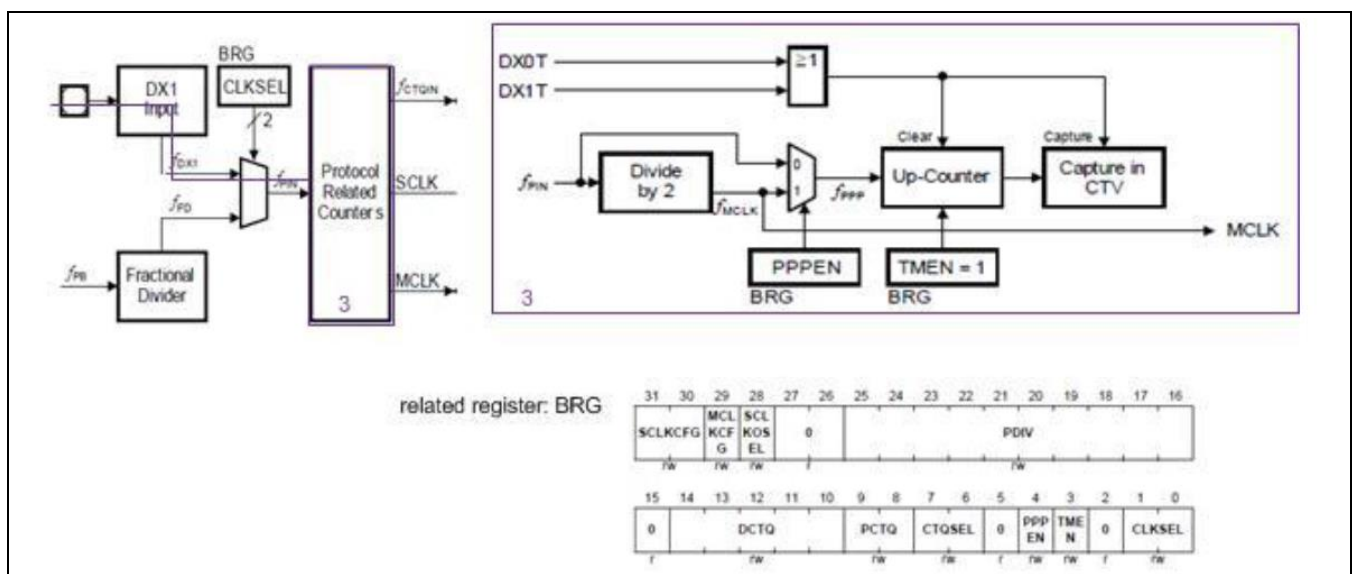 BRG
CLKSEL
DX1
Input
2
fDX1
fPIN
fFD
fPB
Fractional
Divider
Protocol
Related
Counters
3
fCTQIN
SCLK
MCLK
DX0T
DX1T
≥1
Clear
Capture
fPIN
Divide
by 2
fMCLK
0
1
fPPP
Up-Counter
Capture in
CTV
MCLK
PPPEN
BRG
TMEN = 1
BRG
3
related register: BRG
31 30 29 28 27 26 25 24 23 22 21 20 19 18 17 16
SCLKCFG
MCL
KCF
G
SCL
KOS
EL
0
PDIV
rw rw rw r rw
15 14 13 12 11 10 9 8 7 6 5 4 3 2 1 0
0
DCTQ
PCTQ
CTQSEL
0
PPP
EN
TME
N
0
CLKSEL
r rw rw rw r rw rw r rw